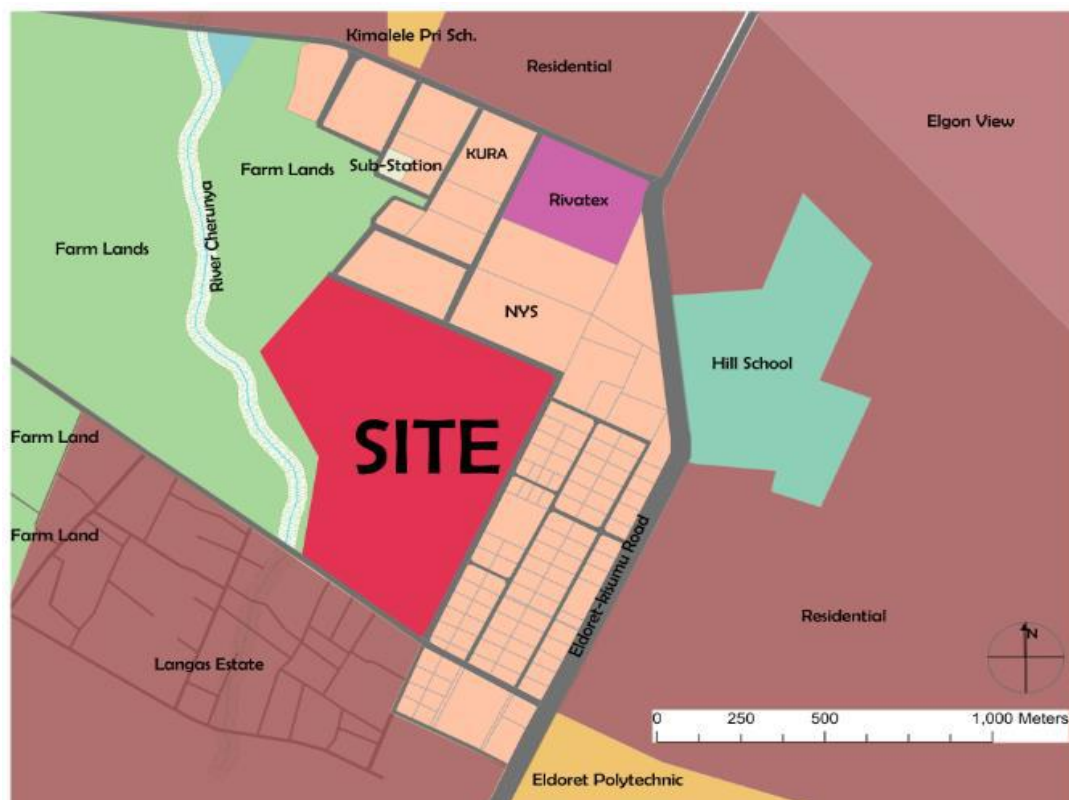 Kimalele Pri Sch.
Residential
Elgon View
KURA
Sub-Station
Farm Lands
Rivatex
River Cherunya
Farm Lands
NYS
Hill School
SITE
Farm Land
Farm Land
Eldoret-kisumu Road
Residential
Langas Estate
N
0 250 500 1,000 Meters
Eldoret Polytechnic